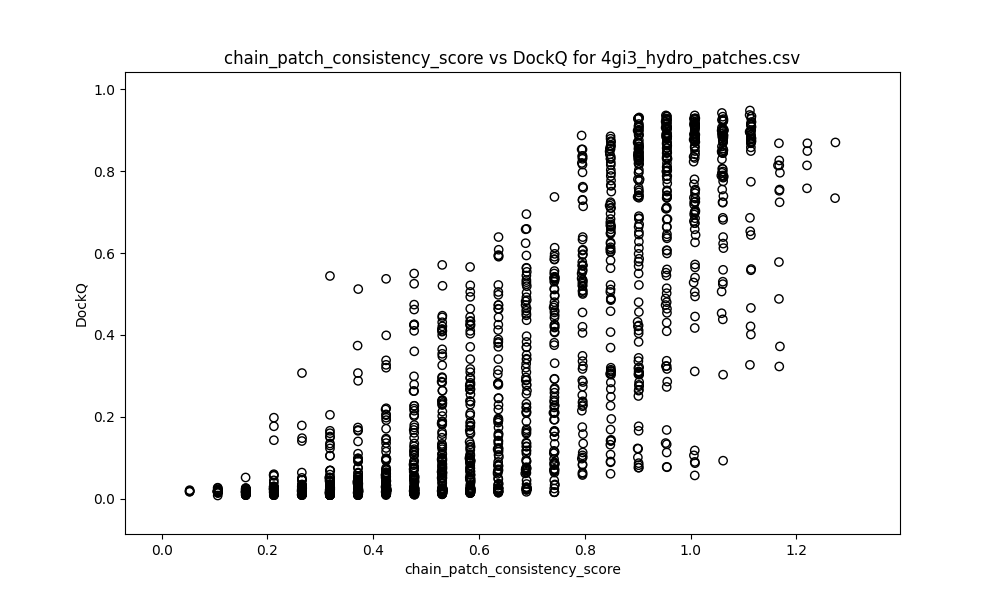 chain_patch_consistency_score vs DockQ for 4gi3_hydro_patches.csv
1.0
0.8
0.6
0.4
0.2
0.0
DockQ
0.0 0.2 0.4 0.6 0.8 1.0 1.2
chain_patch_consistency_score